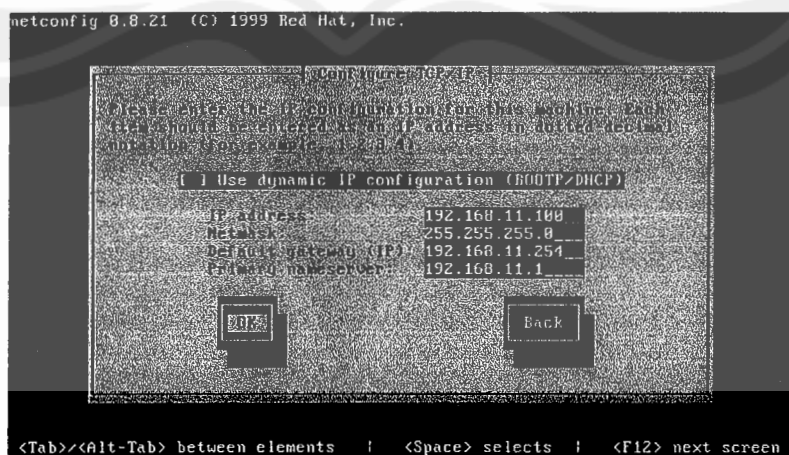 netconfig 0.8.21 (C) 1999 Red Hat, Inc.
Configure TCP/IP
Please enter the IP configuration for this machine. Each
item should be entered as an IP address in dotted-decimal
notation (for example, 1.2.3.4).
[ ] Use dynamic IP configuration (BOOTP/DHCP)
IP address: 192.168.11.100
Netmask: 255.255.255.0
Default gateway (IP): 192.168.11.254
Primary nameserver: 192.168.11.1
OK Back
<Tab>/<Alt-Tab> between elements | <Space> selects | <F12> next screen